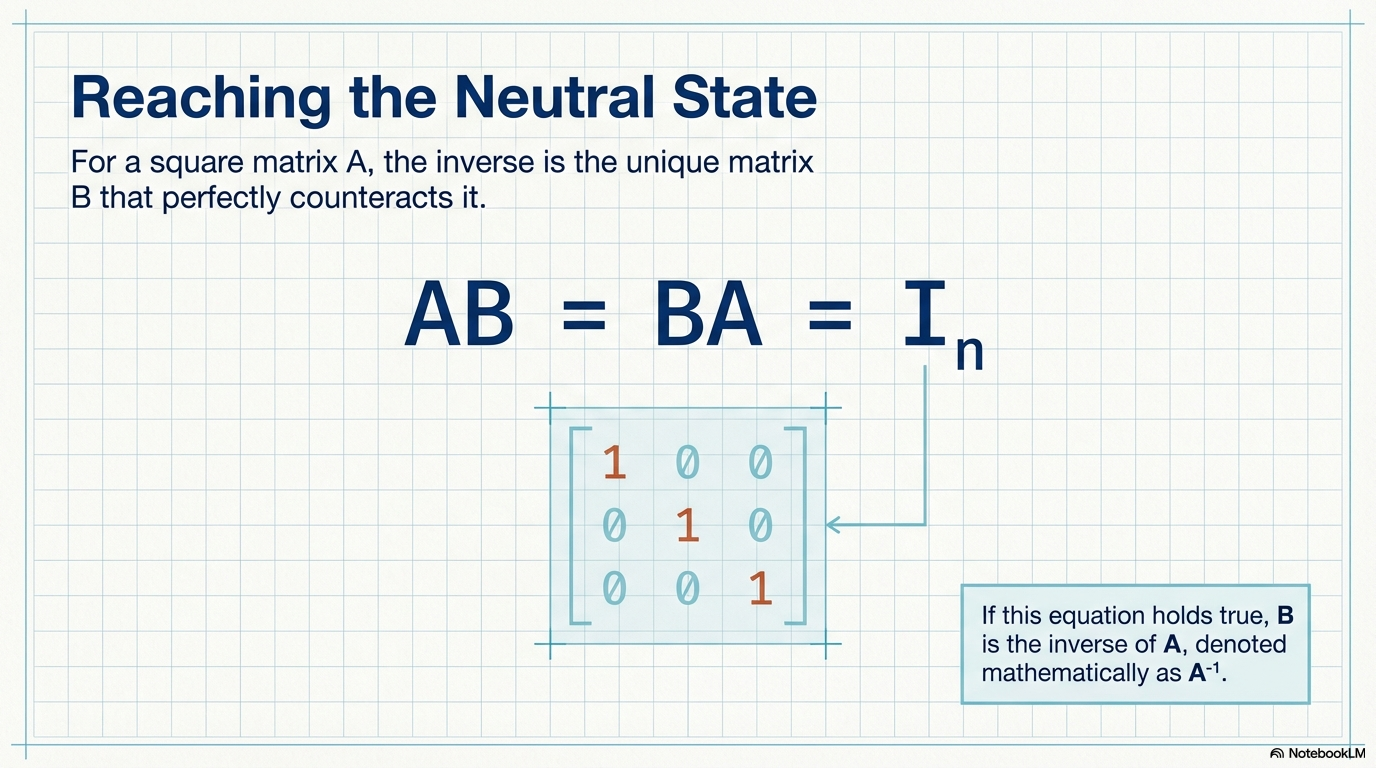 Reaching the Neutral State
For a square matrix A, the inverse is the unique matrix
B that perfectly counteracts it.
AB = BA = Iₙ
1 0 0
0 1 0
0 0 1
If this equation holds true, B
is the inverse of A, denoted
mathematically as A⁻¹.
NotebookLM